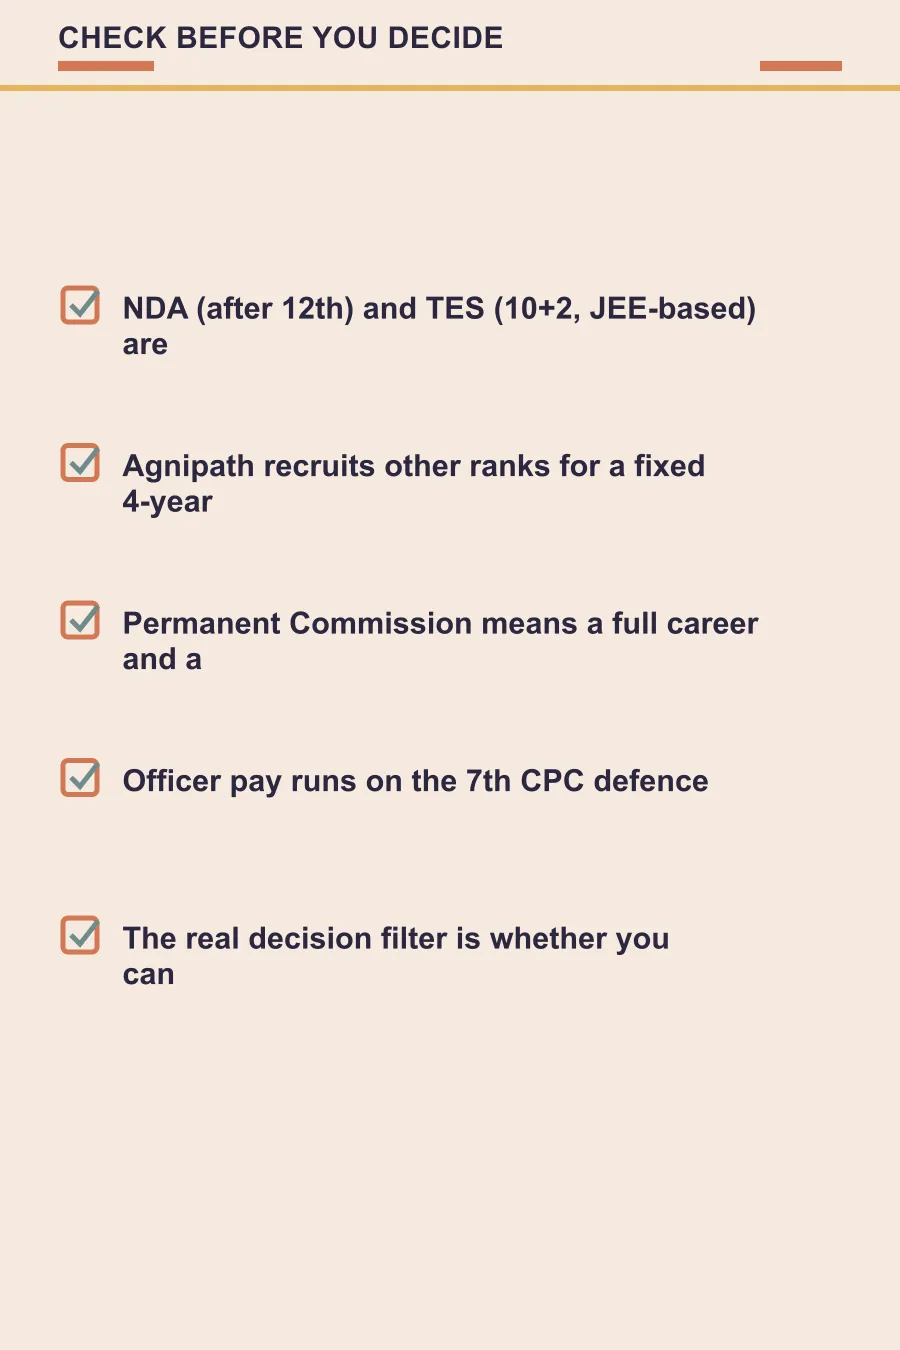 CHECK BEFORE YOU DECIDE
NDA (after 12th) and TES (10+2, JEE-based)
are
Agnipath recruits other ranks for a fixed
4-year
Permanent Commission means a full career
and a
Officer pay runs on the 7th CPC defence
The real decision filter is whether you
can